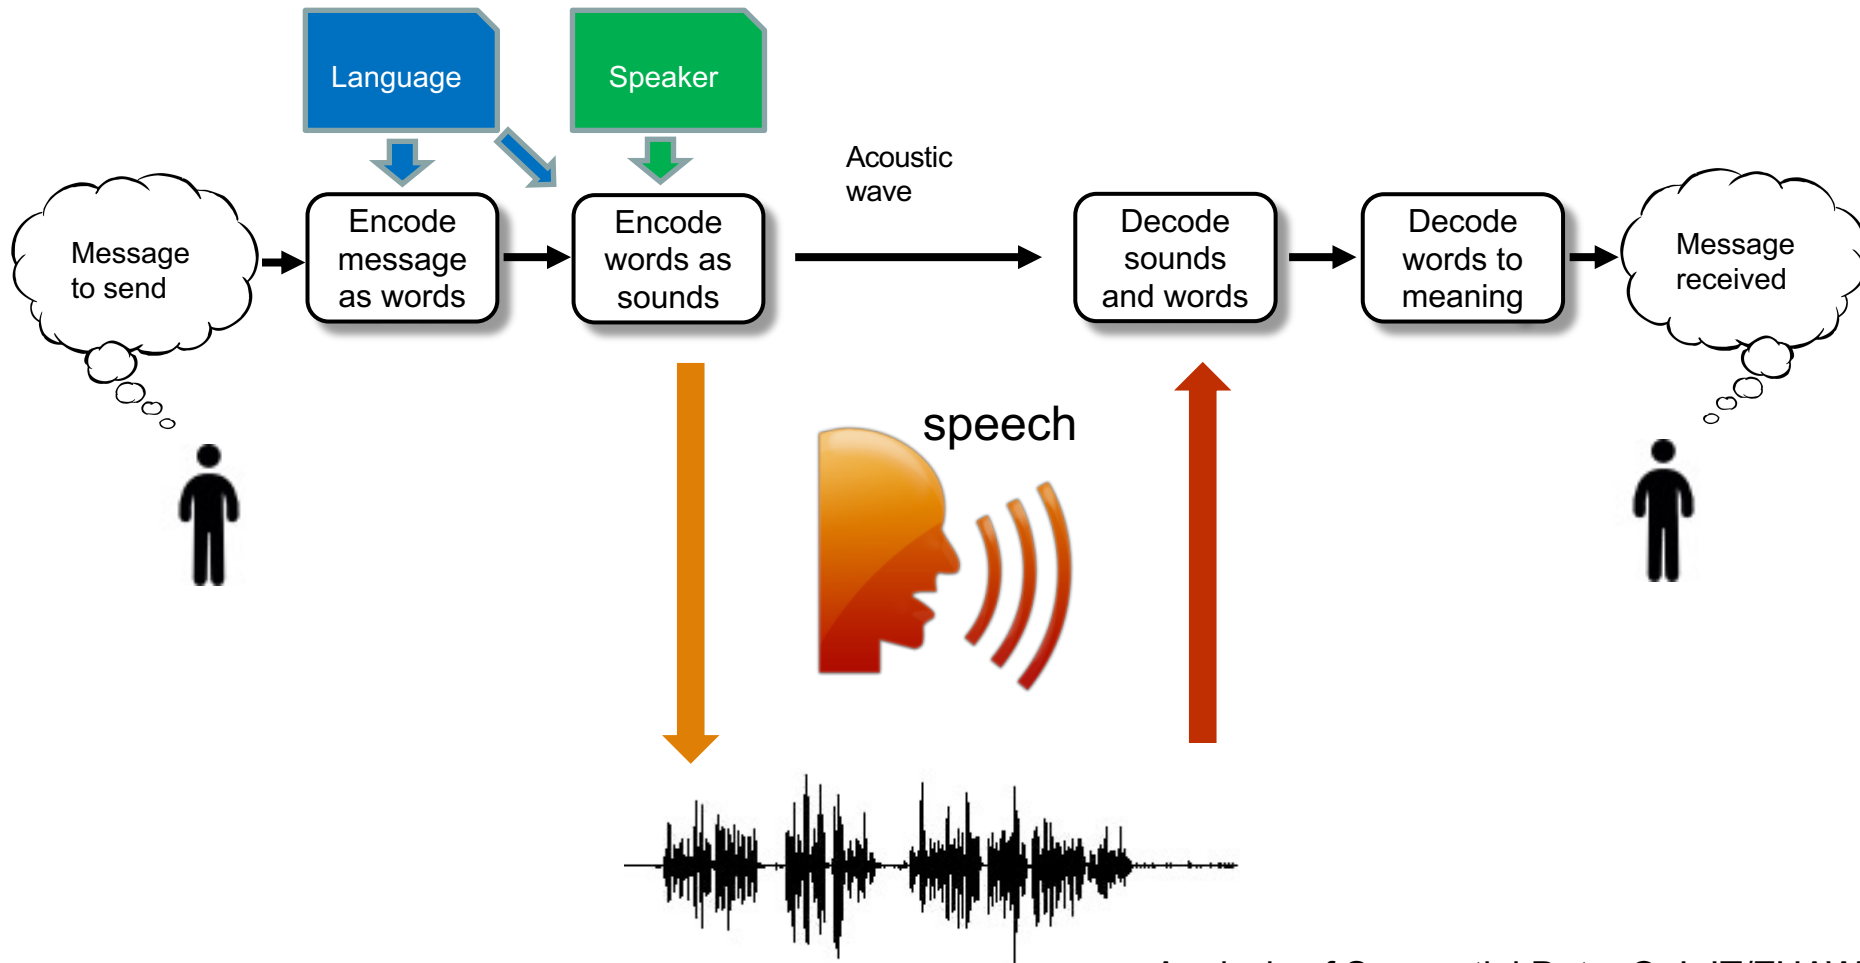 Language
Speaker
Acoustic
wave
Message
to send
Encode
message
as words
Encode
words as
sounds
Decode
sounds
and words
Decode
words to
meaning
Message
received
speech